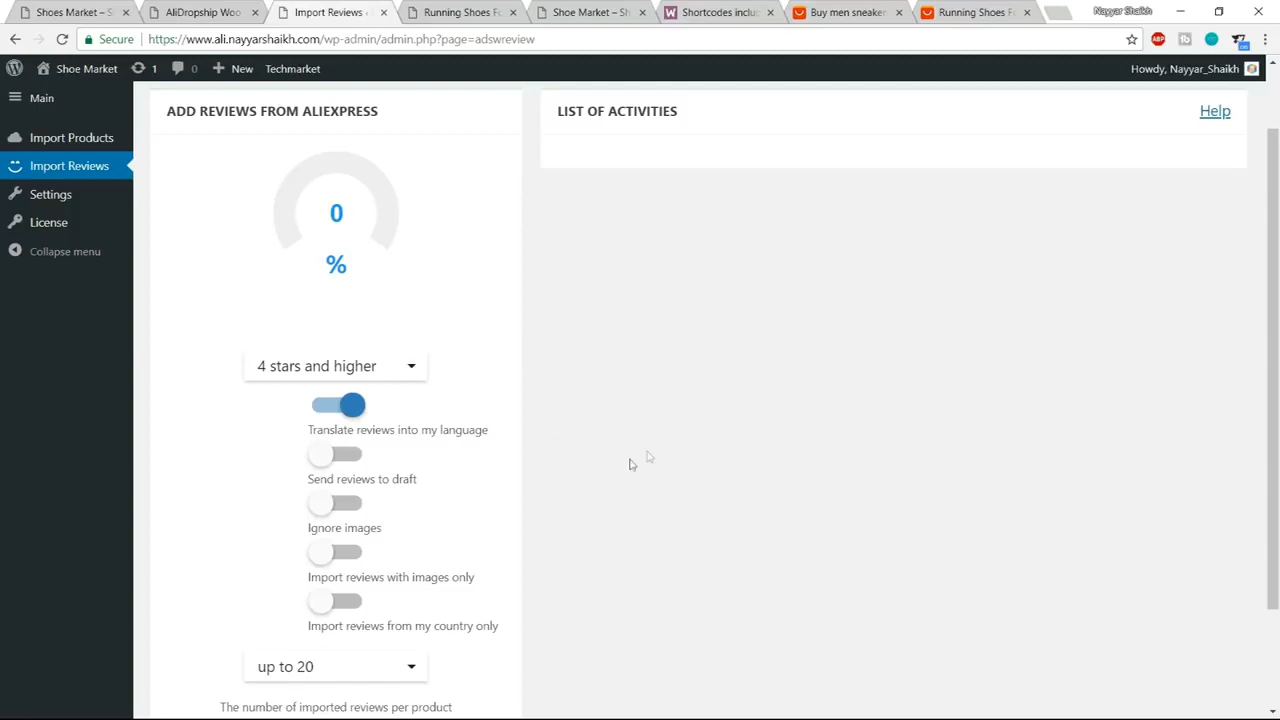 Shoes Market – S
AliDropship Woo
Import Reviews
Running Shoes Fo
Shoe Market – Sh
Shortcodes includ
Buy men sneaker
Running Shoes Fo
Nayyar Shaikh
Secure
https://www.ali.nayyarshaikh.com/wp-admin/admin.php?page=adswreview
ABP
Shoe Market
1
0
New
Techmarket
Howdy, Nayyar_Shaikh
Main
Import Products
Import Reviews
Settings
License
Collapse menu
ADD REVIEWS FROM ALIEXPRESS
0
%
4 stars and higher
Translate reviews into my language
Send reviews to draft
Ignore images
Import reviews with images only
Import reviews from my country only
up to 20
The number of imported reviews per product
LIST OF ACTIVITIES
Help